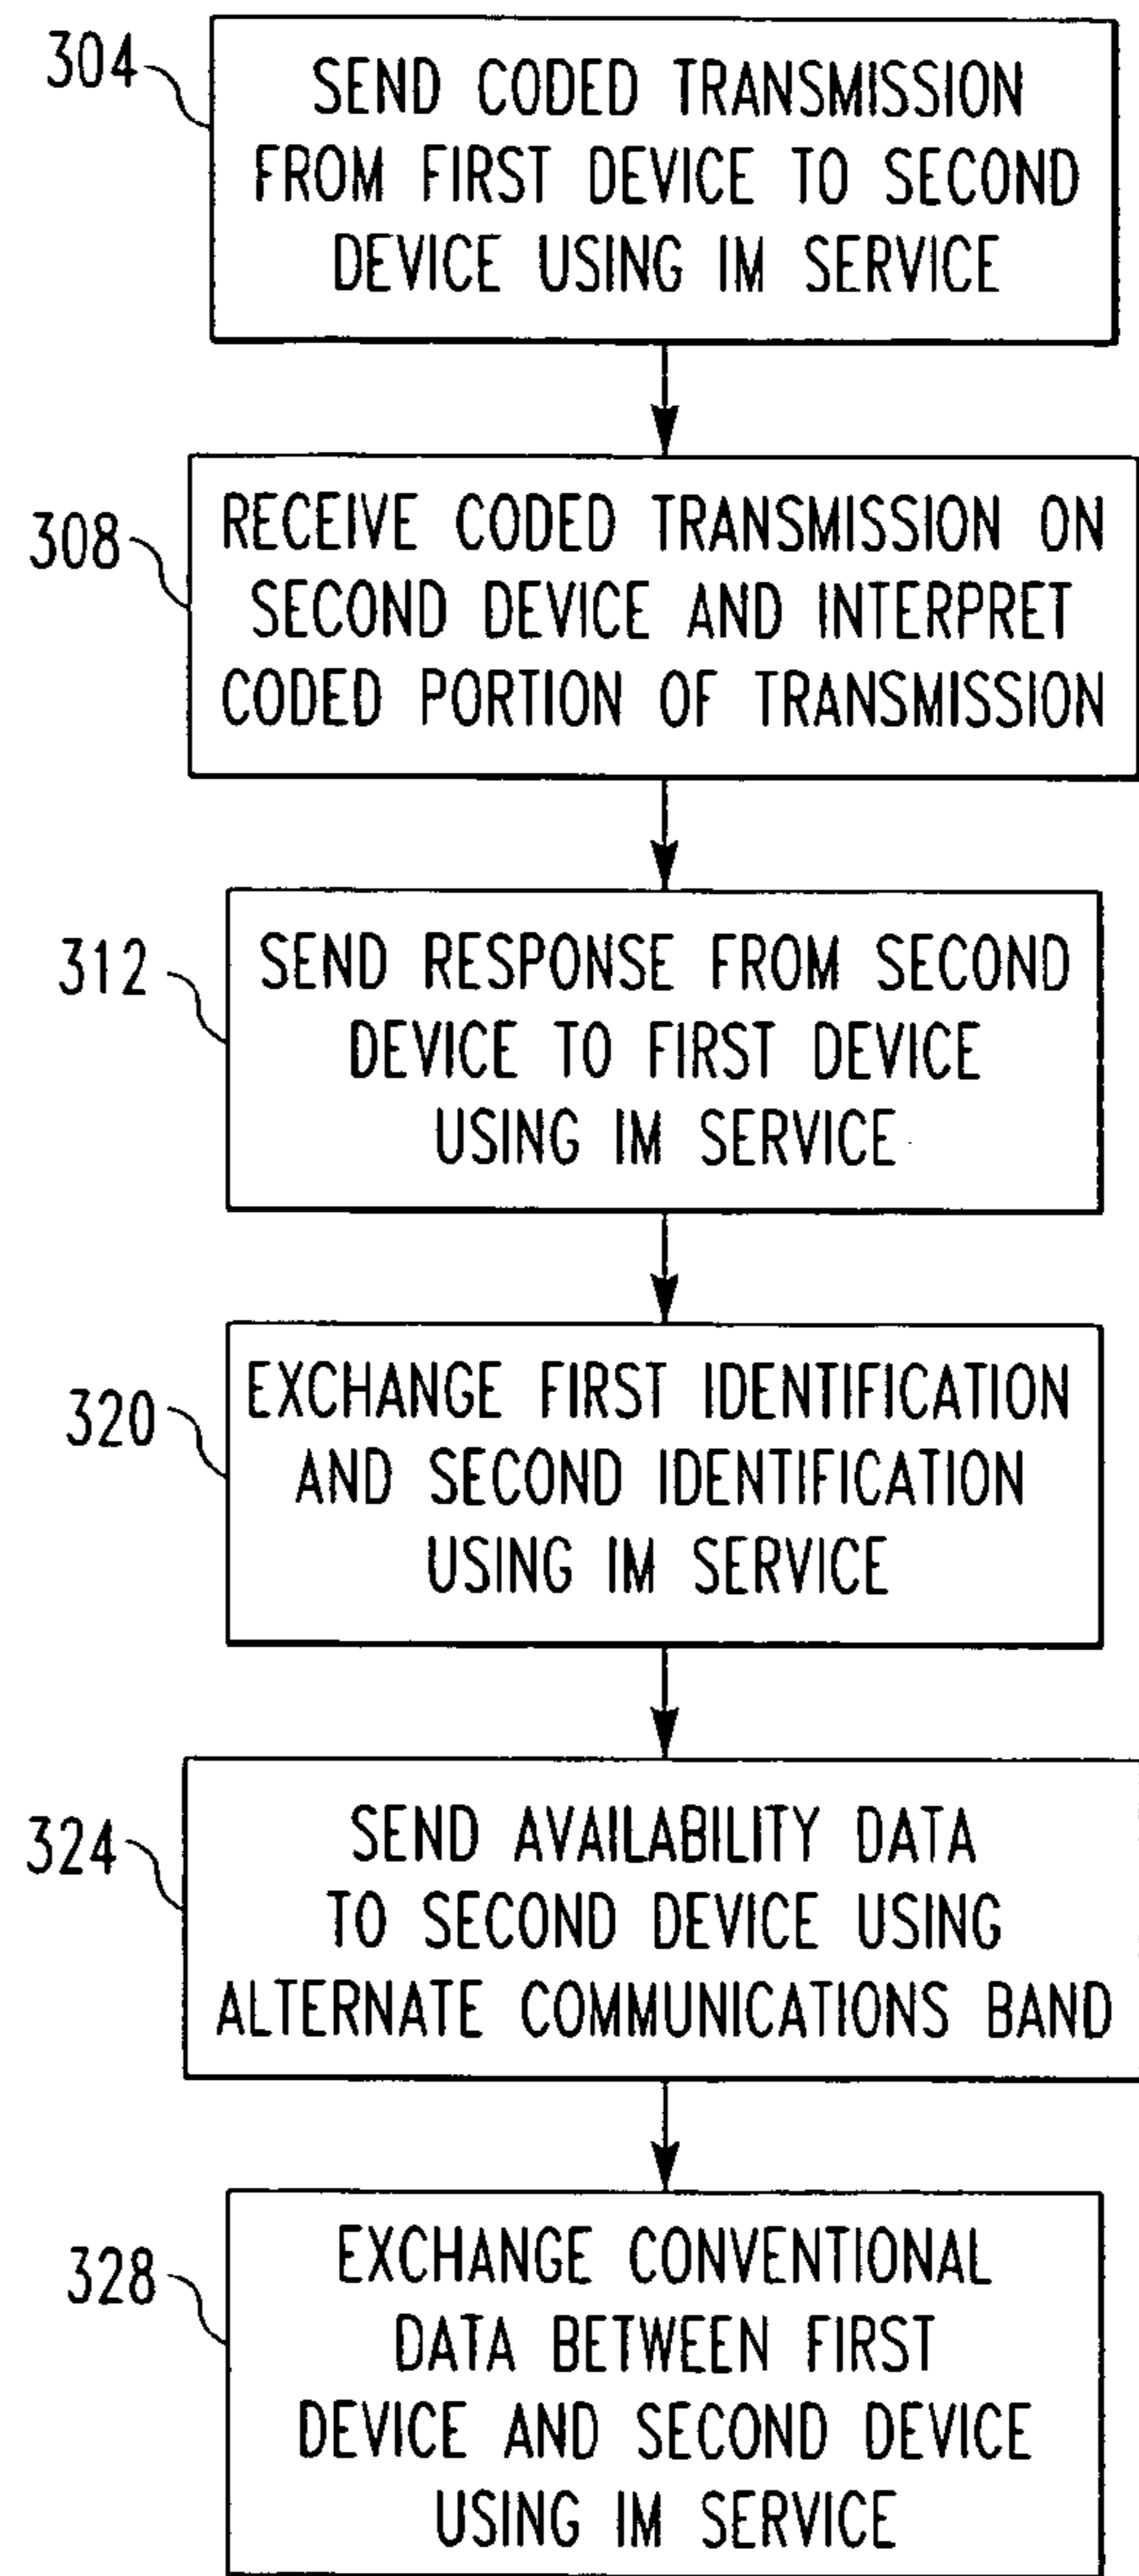 304
SEND CODED TRANSMISSION
FROM FIRST DEVICE TO SECOND
DEVICE USING IM SERVICE
308
RECEIVE CODED TRANSMISSION ON
SECOND DEVICE AND INTERPRET
CODED PORTION OF TRANSMISSION
312
SEND RESPONSE FROM SECOND
DEVICE TO FIRST DEVICE
USING IM SERVICE
320
EXCHANGE FIRST IDENTIFICATION
AND SECOND IDENTIFICATION
USING IM SERVICE
324
SEND AVAILABILITY DATA
TO SECOND DEVICE USING
ALTERNATE COMMUNICATIONS BAND
328
EXCHANGE CONVENTIONAL
DATA BETWEEN FIRST
DEVICE AND SECOND DEVICE
USING IM SERVICE